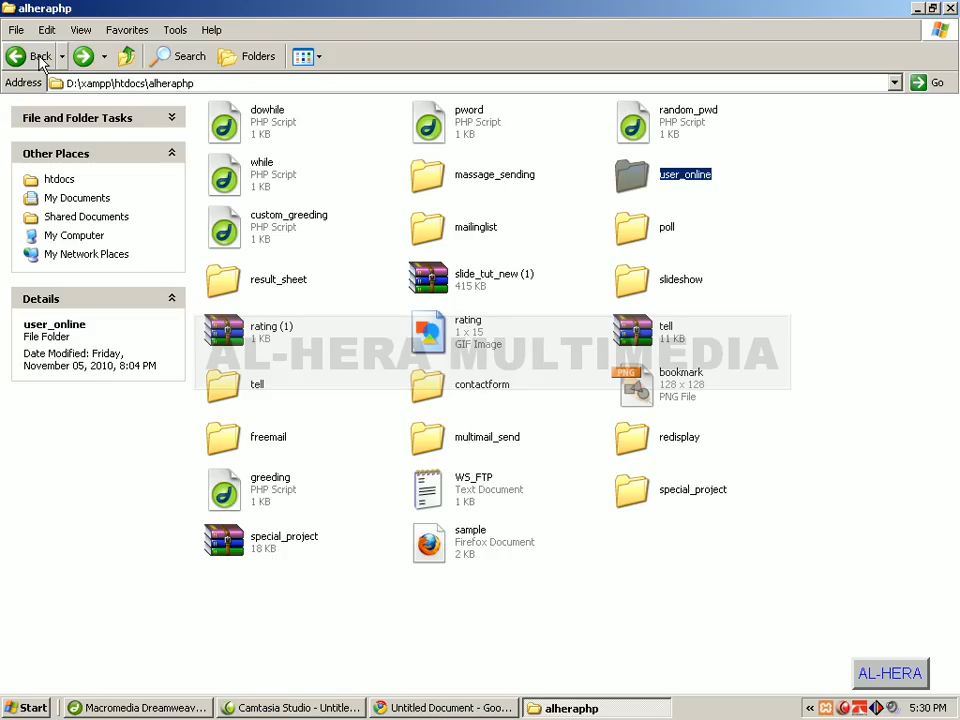 alheraphp
File Edit View Favorites Tools Help
Back Search Folders
Address D:\xampp\htdocs\alheraphp Go
File and Folder Tasks
Other Places
htdocs
My Documents
Shared Documents
My Computer
My Network Places
Details
user_online
File Folder
Date Modified: Friday,
November 05, 2010, 8:04 PM
dowhile
PHP Script
1 KB
pword
PHP Script
1 KB
random_pwd
PHP Script
1 KB
while
PHP Script
1 KB
massage_sending
user_online
custom_greeding
PHP Script
1 KB
mailinglist
poll
result_sheet
slide_tut_new (1)
415 KB
slideshow
rating (1)
1 KB
rating
1 x 15
GIF Image
tell
11 KB
AL-HERA MULTIMEDIA
tell
contactform
PNG
bookmark
128 x 128
PNG File
freemail
multimail_send
redisplay
greeding
PHP Script
1 KB
WS_FTP
Text Document
1 KB
special_project
special_project
18 KB
sample
Firefox Document
2 KB
AL-HERA
Start Macromedia Dreamweav... Camtasia Studio - Untitle... Untitled Document - Goo... alheraphp « 5:30 PM